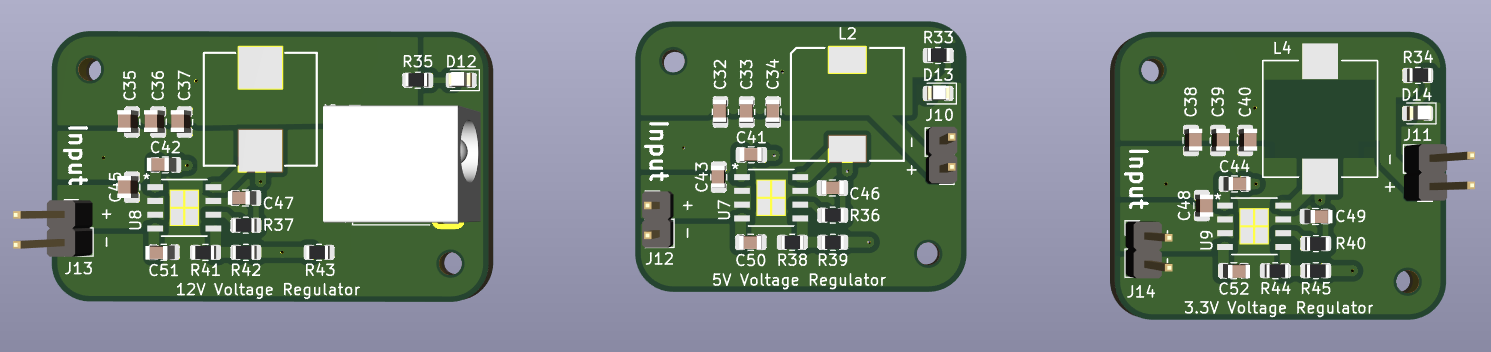 C35
C36
C37
R35
D12
Input
C42
C45
*
U8
C47
R37
+
-
J13
C51
R41
R42
R43
12V Voltage Regulator
L2
R33
C32
C33
C34
D13
J10
-
+
Input
C41
C43
*
U7
C46
R36
+
-
J12
C50
R38
R39
5V Voltage Regulator
L4
R34
C38
C39
C40
D14
J11
-
+
Input
C44
C48
*
U9
C49
R40
+
-
J14
C52
R44
R45
3.3V Voltage Regulator